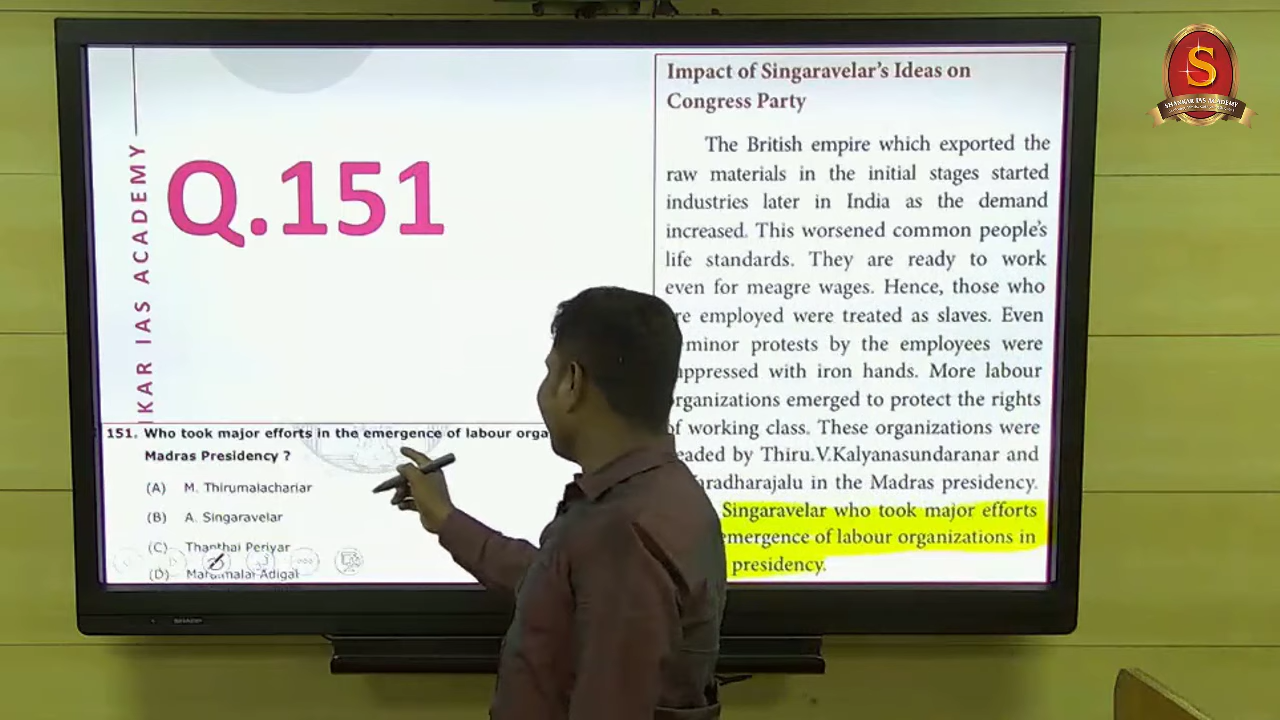 KAR IAS ACADEMY
Q.151
151. Who took major efforts in the emergence of labour orga
Madras Presidency ?
(A) M. Thirumalachariar
(B) A. Singaravelar
(C) Thanthai Periyar
(D) Maraimalai Adigal
Impact of Singaravelar's Ideas on
Congress Party
The British empire which exported the
raw materials in the initial stages started
industries later in India as the demand
increased. This worsened common people's
life standards. They are ready to work
even for meagre wages. Hence, those who
re employed were treated as slaves. Even
minor protests by the employees were
uppressed with iron hands. More labour
rganizations emerged to protect the rights
of working class. These organizations were
eaded by Thiru.V.Kalyanasundaranar and
radharajalu in the Madras presidency.
Singaravelar who took major efforts
emergence of labour organizations in
presidency.
S
SHANKAR IAS ACADEMY